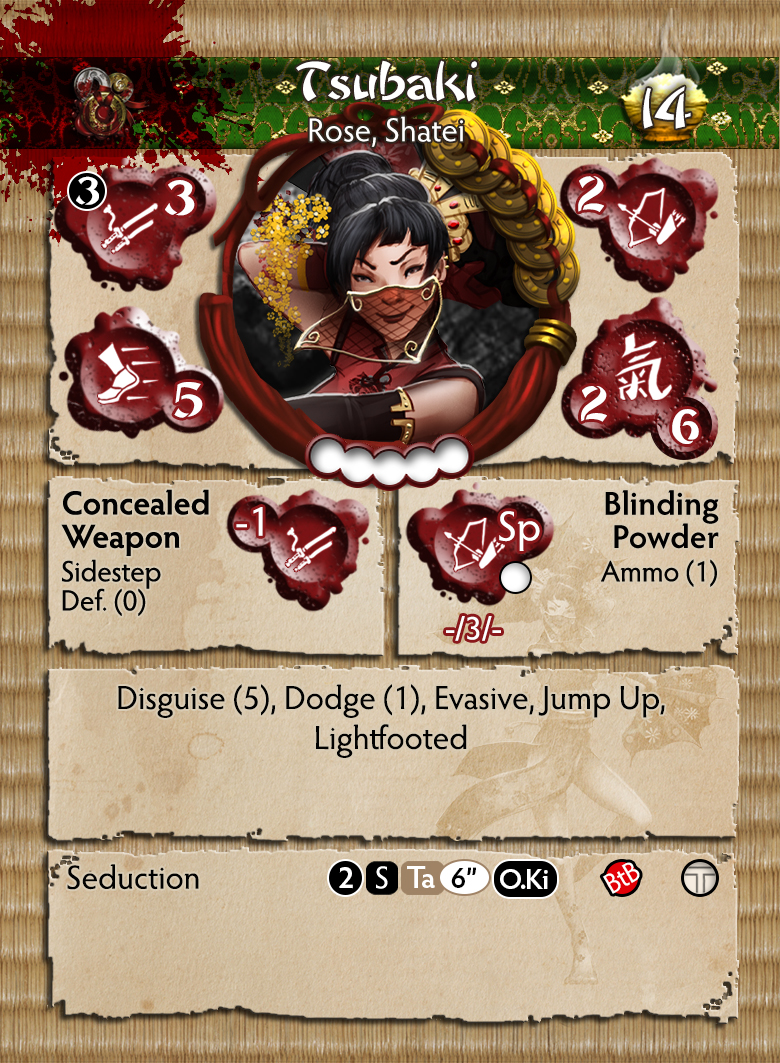 Tsubaki
14
Rose, Shatei
3 3
2
5
氣
2 6
Concealed
Weapon
Sidestep
Def. (0)
-1
Sp
-/3/-
Blinding
Powder
Ammo (1)
Disguise (5), Dodge (1), Evasive, Jump Up,
Lightfooted
Seduction 2 S Ta 6" O.Ki BtB T